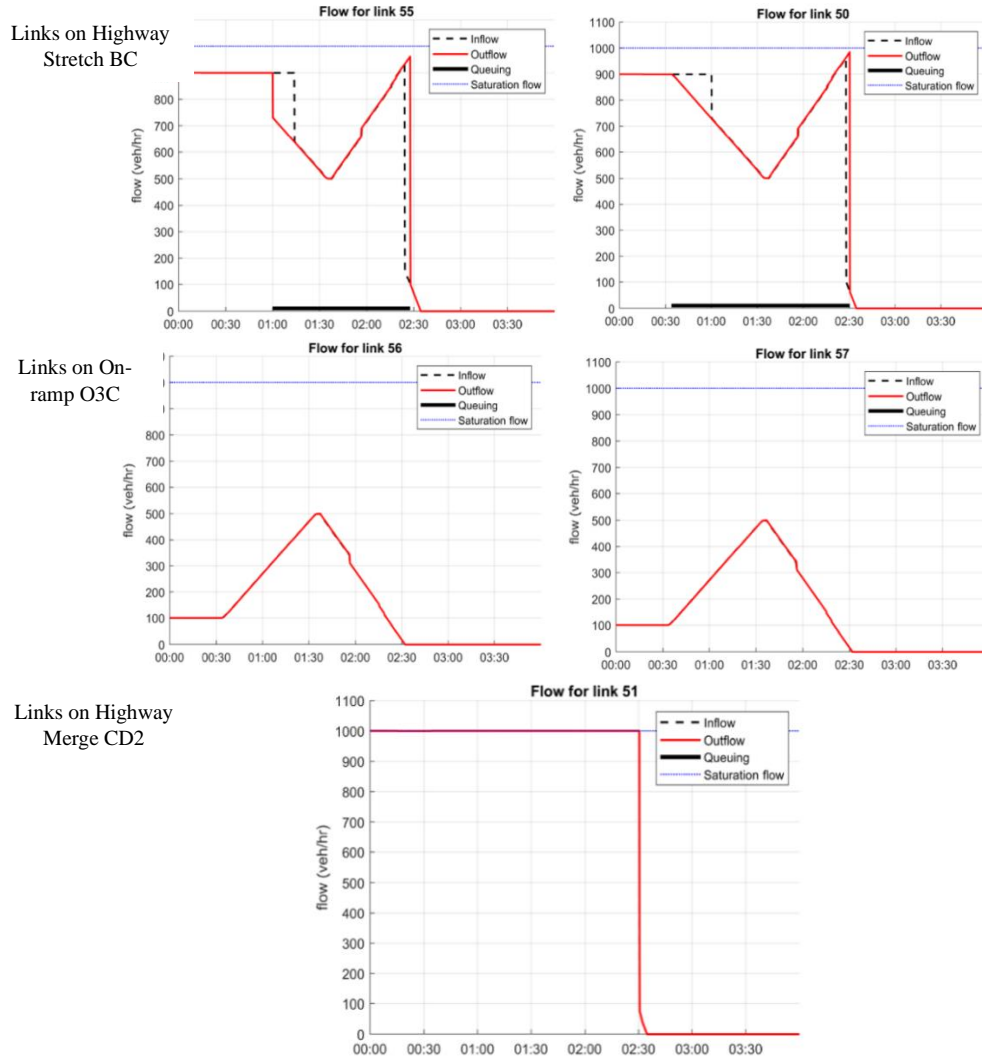 Links on Highway
Stretch BC
Flow for link 55
Inflow
Outflow
Queuing
Saturation flow
flow (veh/hr)
800
700
600
500
400
300
200
100
0
00:00 00:30 01:00 01:30 02:00 02:30 03:00 03:30
Flow for link 50
Inflow
Outflow
Queuing
Saturation flow
flow (veh/hr)
1100
1000
900
800
700
600
500
400
300
200
100
0
00:00 00:30 01:00 01:30 02:00 02:30 03:00 03:30
Links on On-
ramp O3C
Flow for link 56
Inflow
Outflow
Queuing
Saturation flow
flow (veh/hr)
800
700
600
500
400
300
200
100
0
00:00 00:30 01:00 01:30 02:00 02:30 03:00 03:30
Flow for link 57
Inflow
Outflow
Queuing
Saturation flow
flow (veh/hr)
1100
1000
900
800
700
600
500
400
300
200
100
0
00:00 00:30 01:00 01:30 02:00 02:30 03:00 03:30
Links on Highway
Merge CD2
Flow for link 51
Inflow
Outflow
Queuing
Saturation flow
flow (veh/hr)
1100
1000
900
800
700
600
500
400
300
200
100
0
00:00 00:30 01:00 01:30 02:00 02:30 03:00 03:30